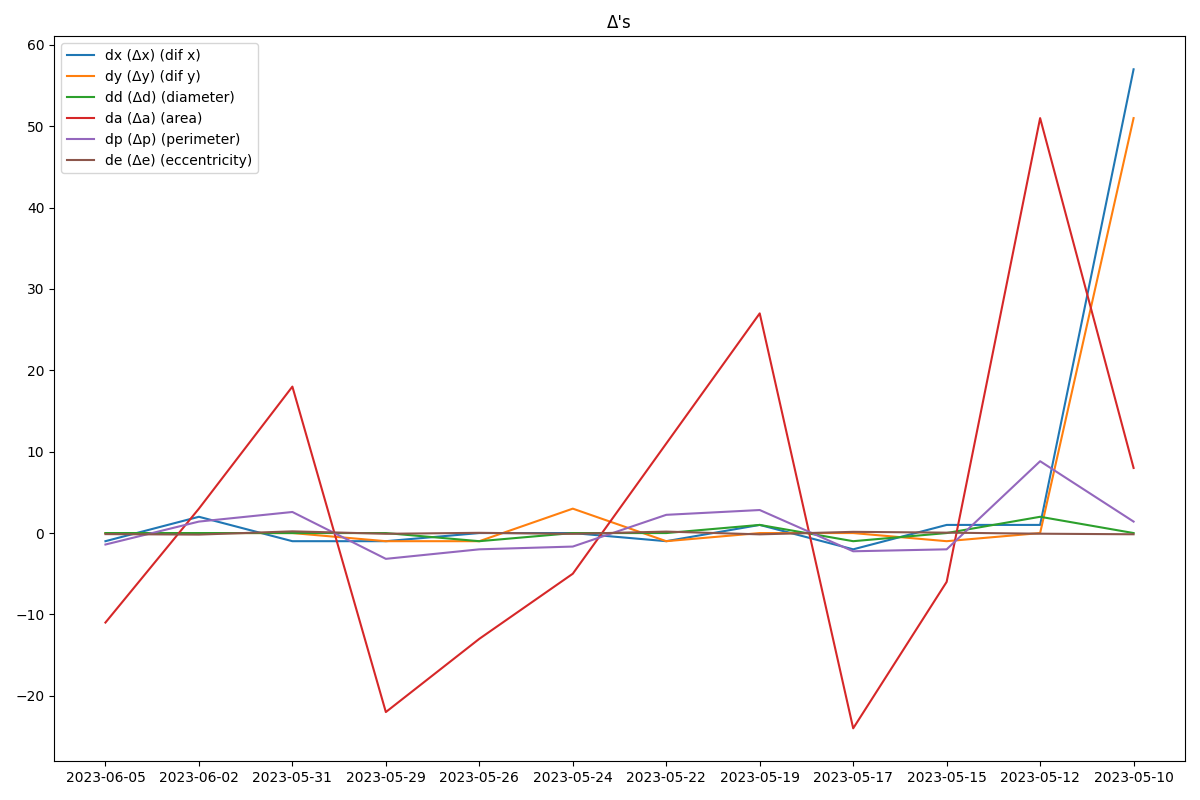 Δ's
dx (Δx) (dif x)
dy (Δy) (dif y)
dd (Δd) (diameter)
da (Δa) (area)
dp (Δp) (perimeter)
de (Δe) (eccentricity)
60
50
40
30
20
10
0
−10
−20
2023-06-05 2023-06-02 2023-05-31 2023-05-29 2023-05-26 2023-05-24 2023-05-22 2023-05-19 2023-05-17 2023-05-15 2023-05-12 2023-05-10